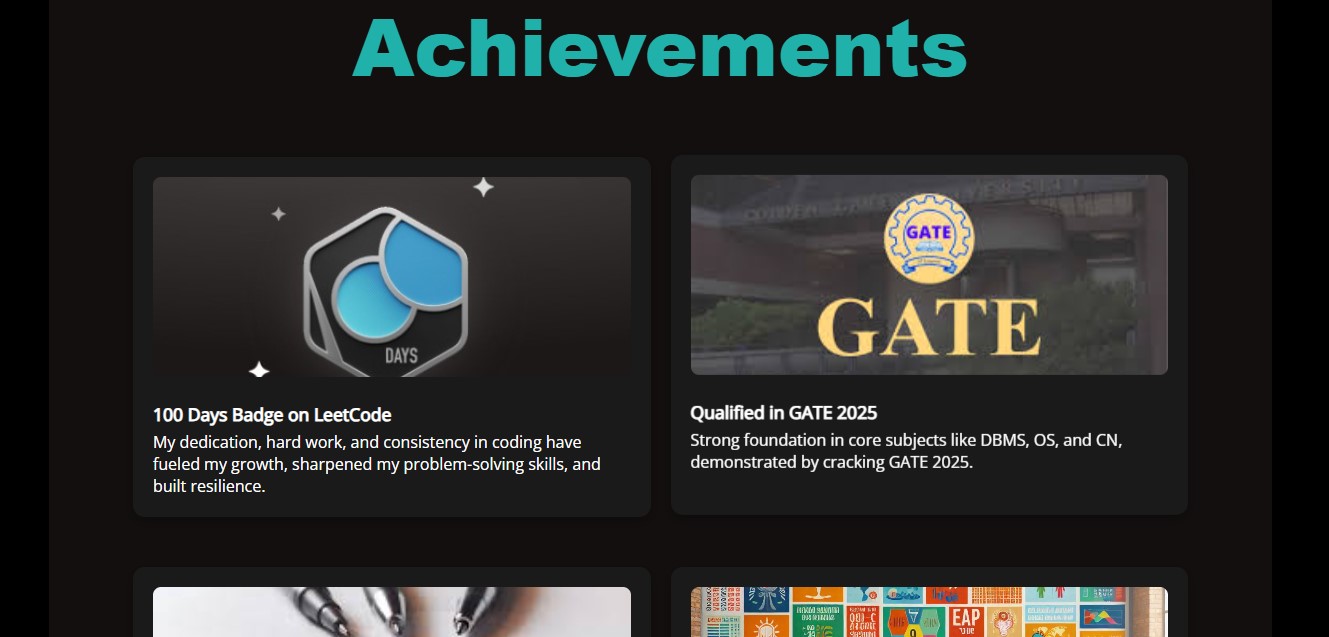 Achievements
DAYS
GATE
GATE
100 Days Badge on LeetCode
My dedication, hard work, and consistency in coding have
fueled my growth, sharpened my problem-solving skills, and
built resilience.
Qualified in GATE 2025
Strong foundation in core subjects like DBMS, OS, and CN,
demonstrated by cracking GATE 2025.
EAP